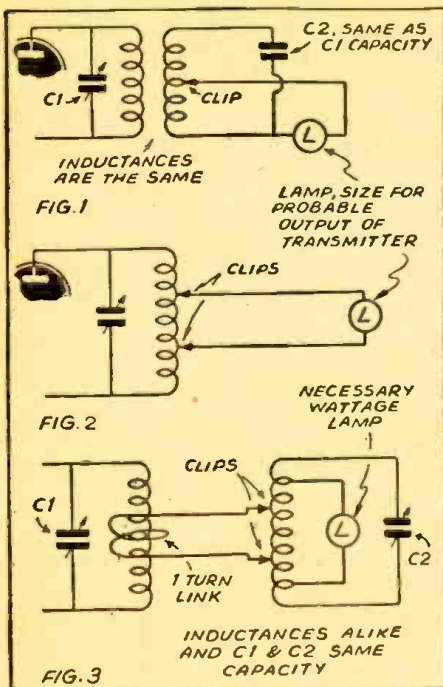 C2, SAME AS
C1 CAPACITY
C1
CLIP
INDUCTANCES
ARE THE SAME
L
FIG.1
LAMP, SIZE FOR
PROBABLE
OUTPUT OF
TRANSMITTER
CLIPS
L
FIG.2
NECESSARY
WATTAGE
LAMP
CLIPS
C1
L
C2
1 TURN
LINK
INDUCTANCES ALIKE
AND C1 & C2 SAME
CAPACITY
FIG.3